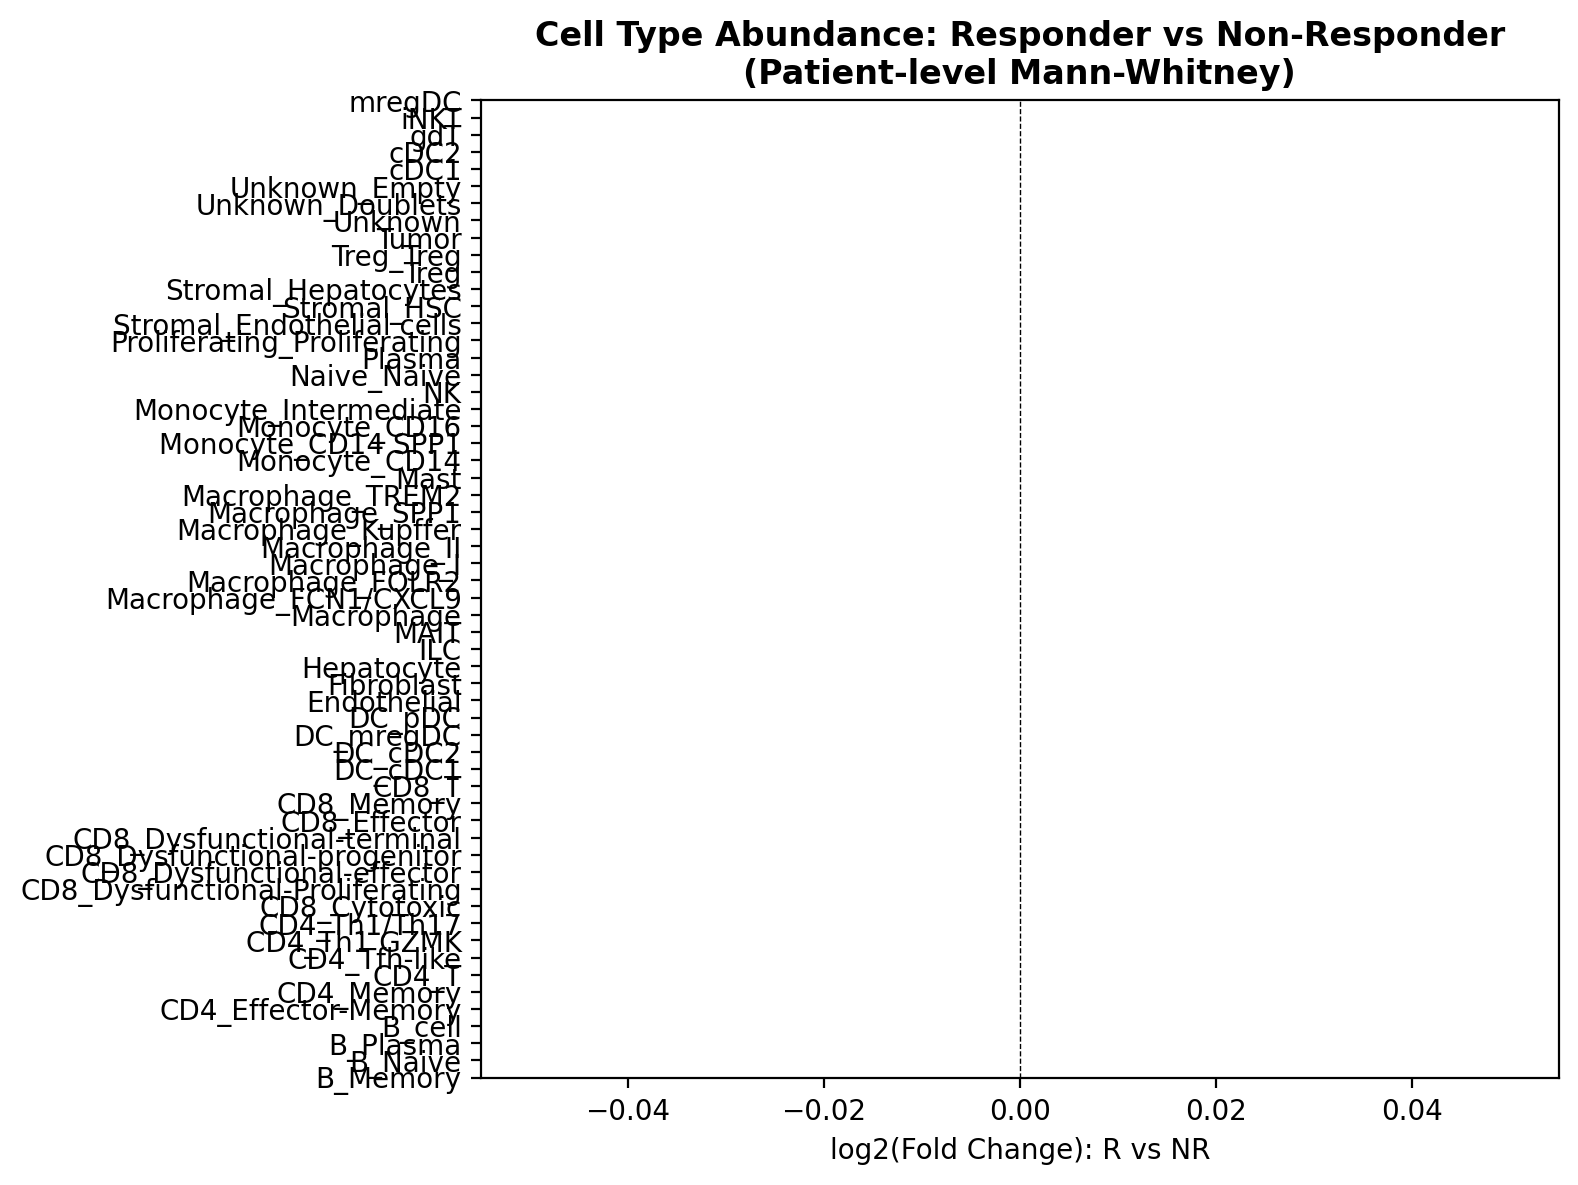 Cell Type Abundance: Responder vs Non-Responder
(Patient-level Mann-Whitney)
mregDC
iNKT
gdT
cDC2
cDC1
Unknown_Empty
Unknown_Doublets
Unknown
Tumor
Treg_Treg
Treg
Stromal_Hepatocytes
Stromal_HSC
Stromal_Endothelial-cells
Proliferating_Proliferating
Plasma
Naive_Naive
NK
Monocyte_Intermediate
Monocyte_CD16
Monocyte_CD14 SPP1
Monocyte_CD14
Mast
Macrophage_TREM2
Macrophage_SPP1
Macrophage_Kupffer
Macrophage_II
Macrophage_I
Macrophage_FOLR2
Macrophage_FCN1/CXCL9
Macrophage
MAIT
ILC
Hepatocyte
Fibroblast
Endothelial
DC_pDC
DC_mregDC
DC_cDC2
DC_cDC1
CD8_T
CD8_Memory
CD8_Effector
CD8_Dysfunctional-terminal
CD8_Dysfunctional-progenitor
CD8_Dysfunctional-effector
CD8_Dysfunctional-Proliferating
CD8_Cytotoxic
CD4_Th1/Th17
CD4_Th1 GZMK
CD4_Tfh-like
CD4_T
CD4_Memory
CD4_Effector-Memory
B_cell
B_Plasma
B_Naive
B_Memory
−0.04 −0.02 0.00 0.02 0.04
log2(Fold Change): R vs NR